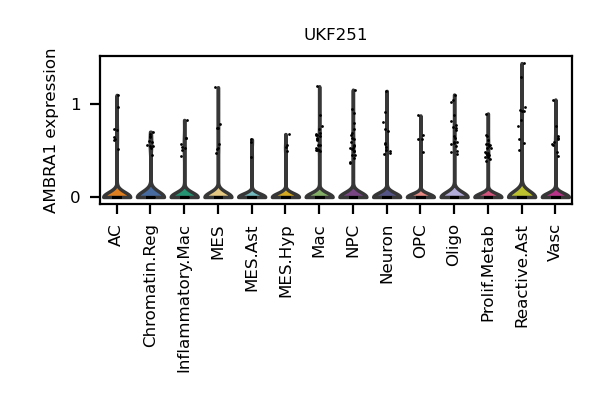 UKF251
AMBRA1 expression
1
0
AC
Chromatin.Reg
Inflammatory.Mac
MES
MES.Ast
MES.Hyp
Mac
NPC
Neuron
OPC
Oligo
Prolif.Metab
Reactive.Ast
Vasc